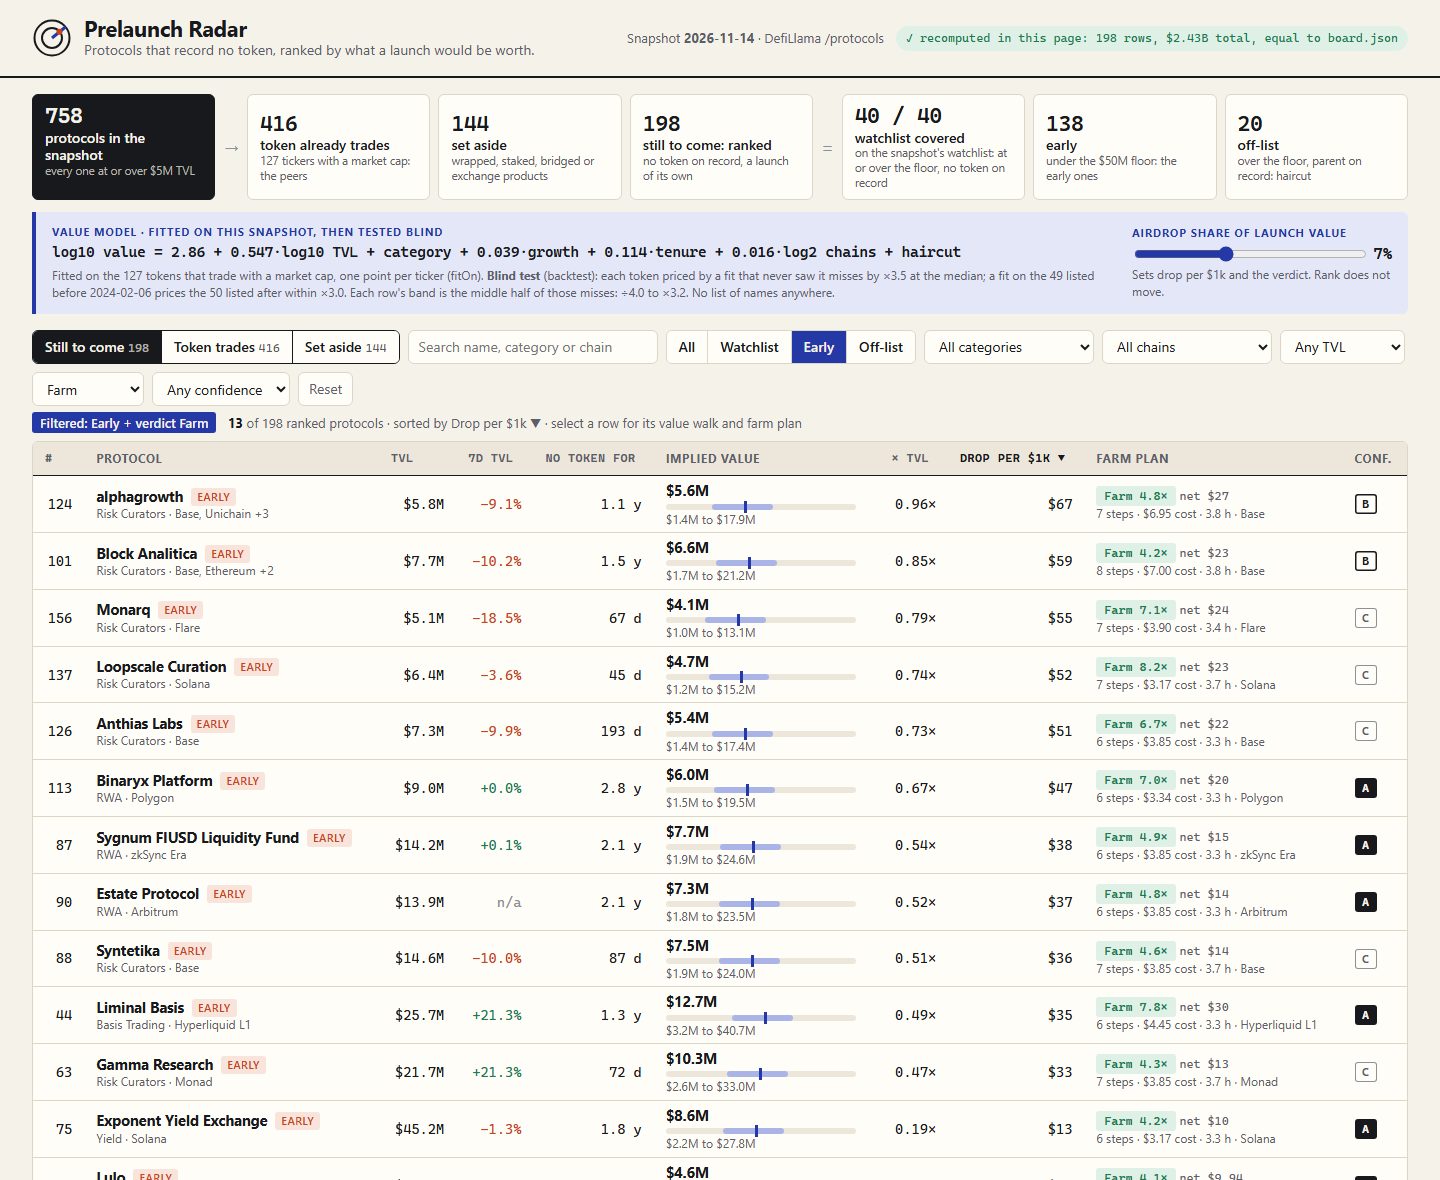 Prelaunch Radar
Protocols that record no token, ranked by what a launch would be worth.
Snapshot 2026-11-14 · DefiLlama /protocols
✓ recomputed in this page: 198 rows, $2.43B total, equal to board.json
758
protocols in the
snapshot
every one at or over $5M TVL
→
416
token already trades
127 tickers with a market cap:
the peers
144
set aside
wrapped, staked, bridged or
exchange products
198
still to come: ranked
no token on record, a launch
of its own
=
40 / 40
watchlist covered
on the snapshot's watchlist: at
or over the floor, no token on
record
138
early
under the $50M floor: the
early ones
20
off-list
over the floor, parent on
record: haircut
VALUE MODEL · FITTED ON THIS SNAPSHOT, THEN TESTED BLIND
log10 value = 2.86 + 0.547·log10 TVL + category + 0.039·growth + 0.114·tenure + 0.016·log2 chains + haircut
Fitted on the 127 tokens that trade with a market cap, one point per ticker (fitOn). Blind test (backtest): each token priced by a fit that never saw it misses by ×3.5 at the median; a fit on the 49 listed
before 2024-02-06 prices the 50 listed after within ×3.0. Each row's band is the middle half of those misses: ÷4.0 to ×3.2. No list of names anywhere.
AIRDROP SHARE OF LAUNCH VALUE
7%
Sets drop per $1k and the verdict. Rank does not
move.
Still to come 198 Token trades 416 Set aside 144 Search name, category or chain All Watchlist Early Off-list All categories All chains Any TVL
Farm Any confidence Reset
Filtered: Early + verdict Farm 13 of 198 ranked protocols · sorted by Drop per $1k ▼ · select a row for its value walk and farm plan
# PROTOCOL TVL 7D TVL NO TOKEN FOR IMPLIED VALUE × TVL DROP PER $1K ▼ FARM PLAN CONF.
124 alphagrowth EARLY $5.8M −9.1% 1.1 y $5.6M 0.96× $67 Farm 4.8× net $27 B
Risk Curators · Base, Unichain +3 $1.4M to $17.9M 7 steps · $6.95 cost · 3.8 h · Base
101 Block Analitica EARLY $7.7M −10.2% 1.5 y $6.6M 0.85× $59 Farm 4.2× net $23 B
Risk Curators · Base, Ethereum +2 $1.7M to $21.2M 8 steps · $7.00 cost · 3.8 h · Base
156 Monarq EARLY $5.1M −18.5% 67 d $4.1M 0.79× $55 Farm 7.1× net $24 C
Risk Curators · Flare $1.0M to $13.1M 7 steps · $3.90 cost · 3.4 h · Flare
137 Loopscale Curation EARLY $6.4M −3.6% 45 d $4.7M 0.74× $52 Farm 8.2× net $23 C
Risk Curators · Solana $1.2M to $15.2M 7 steps · $3.17 cost · 3.7 h · Solana
126 Anthias Labs EARLY $7.3M −9.9% 193 d $5.4M 0.73× $51 Farm 6.7× net $22 C
Risk Curators · Base $1.4M to $17.4M 6 steps · $3.85 cost · 3.3 h · Base
113 Binaryx Platform EARLY $9.0M +0.0% 2.8 y $6.0M 0.67× $47 Farm 7.0× net $20 A
RWA · Polygon $1.5M to $19.5M 6 steps · $3.34 cost · 3.3 h · Polygon
87 Sygnum FIUSD Liquidity Fund EARLY $14.2M +0.1% 2.1 y $7.7M 0.54× $38 Farm 4.9× net $15 A
RWA · zkSync Era $1.9M to $24.6M 6 steps · $3.85 cost · 3.3 h · zkSync Era
90 Estate Protocol EARLY $13.9M n/a 2.1 y $7.3M 0.52× $37 Farm 4.8× net $14 A
RWA · Arbitrum $1.8M to $23.5M 6 steps · $3.85 cost · 3.3 h · Arbitrum
88 Syntetika EARLY $14.6M −10.0% 87 d $7.5M 0.51× $36 Farm 4.6× net $14 C
Risk Curators · Base $1.9M to $24.0M 7 steps · $3.85 cost · 3.7 h · Base
44 Liminal Basis EARLY $25.7M +21.3% 1.3 y $12.7M 0.49× $35 Farm 7.8× net $30 A
Basis Trading · Hyperliquid L1 $3.2M to $40.7M 6 steps · $4.45 cost · 3.3 h · Hyperliquid L1
63 Gamma Research EARLY $21.7M +21.3% 72 d $10.3M 0.47× $33 Farm 4.3× net $13 C
Risk Curators · Monad $2.6M to $33.0M 7 steps · $3.85 cost · 3.7 h · Monad
75 Exponent Yield Exchange EARLY $45.2M −1.3% 1.8 y $8.6M 0.19× $13 Farm 4.2× net $10 A
Yield · Solana $2.2M to $27.8M 6 steps · $3.17 cost · 3.3 h · Solana
Lulo EARLY $4.6M Farm 4.1× net $9.94